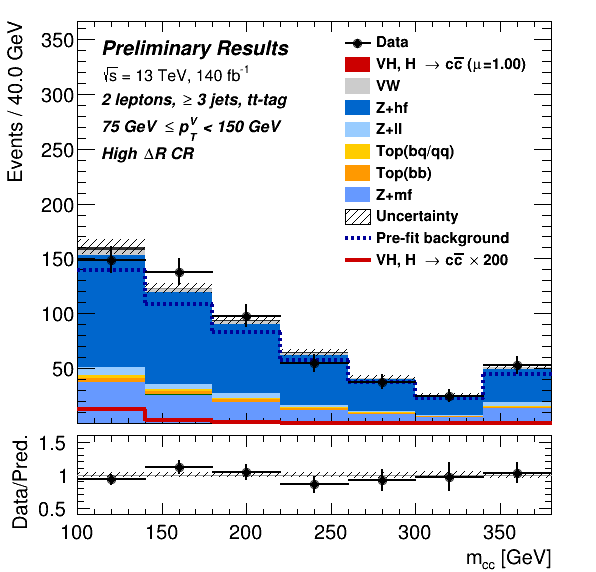 Events / 40.0 GeV
350
300
250
200
150
100
50
Preliminary Results
√s = 13 TeV, 140 fb⁻¹
2 leptons, ≥ 3 jets, tt-tag
75 GeV ≤ p_T^V < 150 GeV
High ΔR CR
Data
VH, H → cc̅ (μ=1.00)
VW
Z+hf
Z+ll
Top(bq/qq)
Top(bb)
Z+mf
Uncertainty
Pre-fit background
VH, H → cc̅ × 200
Data/Pred.
1.5
1
0.5
100 150 200 250 300 350
m_cc [GeV]